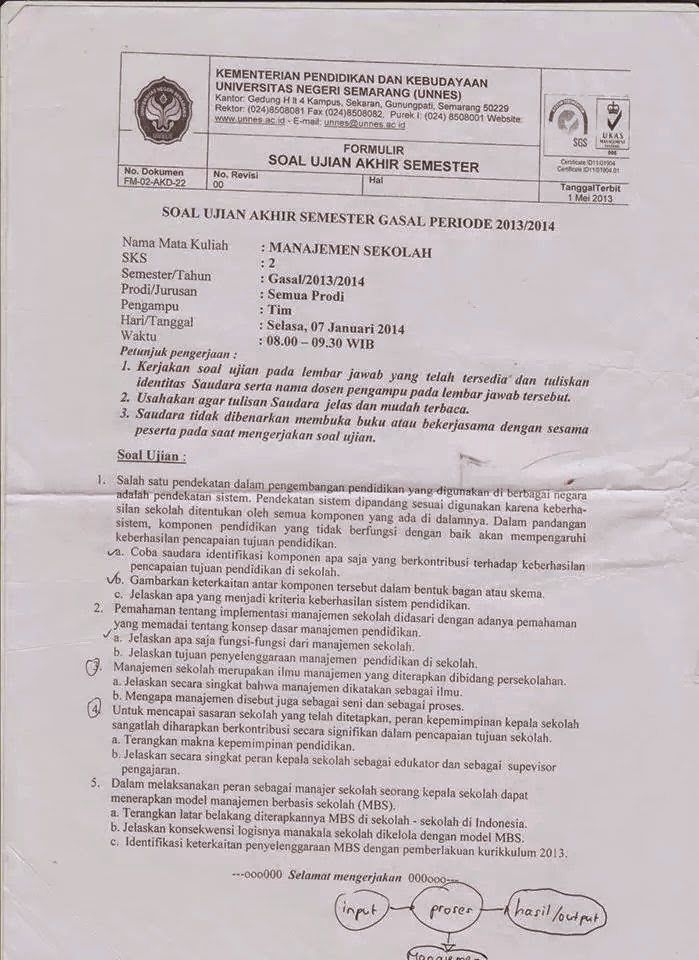 KEMENTERIAN PENDIDIKAN DAN KEBUDAYAAN
UNIVERSITAS NEGERI SEMARANG (UNNES)
Kantor: Gedung H lt 4 Kampus, Sekaran, Gunungpati, Semarang 50229
Rektor: (024)8508081 Fax (024)8508082, Purek I: (024) 8508001 Website:
www.unnes.ac.id - E-mail: unnes@unnes.ac.id
SGS
UKAS
MANAGEMENT
Certificate ID11/01904
Certificate ID11/01904.01
FORMULIR
SOAL UJIAN AKHIR SEMESTER
No. Dokumen
FM-02-AKD-22
No. Revisi
00
Hal
TanggalTerbit
1 Mei 2013
SOAL UJIAN AKHIR SEMESTER GASAL PERIODE 2013/2014
Nama Mata Kuliah : MANAJEMEN SEKOLAH
SKS : 2
Semester/Tahun : Gasal/2013/2014
Prodi/Jurusan : Semua Prodi
Pengampu : Tim
Hari/Tanggal : Selasa, 07 Januari 2014
Waktu : 08.00 – 09.30 WIB
Petunjuk pengerjaan :
1. Kerjakan soal ujian pada lembar jawab yang telah tersedia dan tuliskan
identitas Saudara serta nama dosen pengampu pada lembar jawab tersebut.
2. Usahakan agar tulisan Saudara jelas dan mudah terbaca.
3. Saudara tidak dibenarkan membuka buku atau bekerjasama dengan sesama
peserta pada saat mengerjakan soal ujian.
Soal Ujian :
1. Salah satu pendekatan dalam pengembangan pendidikan yang digunakan di berbagai negara
adalah pendekatan sistem. Pendekatan sistem dipandang sesuai digunakan karena keberha-
silan sekolah ditentukan oleh semua komponen yang ada di dalamnya. Dalam pandangan
sistem, komponen pendidikan yang tidak berfungsi dengan baik akan mempengaruhi
keberhasilan pencapaian tujuan pendidikan.
a. Coba saudara identifikasi komponen apa saja yang berkontribusi terhadap keberhasilan
pencapaian tujuan pendidikan di sekolah.
b. Gambarkan keterkaitan antar komponen tersebut dalam bentuk bagan atau skema.
c. Jelaskan apa yang menjadi kriteria keberhasilan sistem pendidikan.
2. Pemahaman tentang implementasi manajemen sekolah didasari dengan adanya pemahaman
yang memadai tentang konsep dasar manajemen pendidikan.
a. Jelaskan apa saja fungsi-fungsi dari manajemen sekolah.
b. Jelaskan tujuan penyelenggaraan manajemen pendidikan di sekolah.
3. Manajemen sekolah merupakan ilmu manajemen yang diterapkan dibidang persekolahan.
a. Jelaskan secara singkat bahwa manajemen dikatakan sebagai ilmu.
b. Mengapa manajemen disebut juga sebagai seni dan sebagai proses.
4. Untuk mencapai sasaran sekolah yang telah ditetapkan, peran kepemimpinan kepala sekolah
sangatlah diharapkan berkontribusi secara signifikan dalam pencapaian tujuan sekolah.
a. Terangkan makna kepemimpinan pendidikan.
b. Jelaskan secara singkat peran kepala sekolah sebagai edukator dan sebagai supevisor
pengajaran.
5. Dalam melaksanakan peran sebagai manajer sekolah seorang kepala sekolah dapat
menerapkan model manajemen berbasis sekolah (MBS).
a. Terangkan latar belakang diterapkannya MBS di sekolah - sekolah di Indonesia.
b. Jelaskan konsekwensi logisnya manakala sekolah dikelola dengan model MBS.
c. Identifikasi keterkaitan penyelenggaraan MBS dengan pemberlakuan kurikkulum 2013.
---ooo000 Selamat mengerjakan 000ooo---
input proses hasil/output
Manajemen